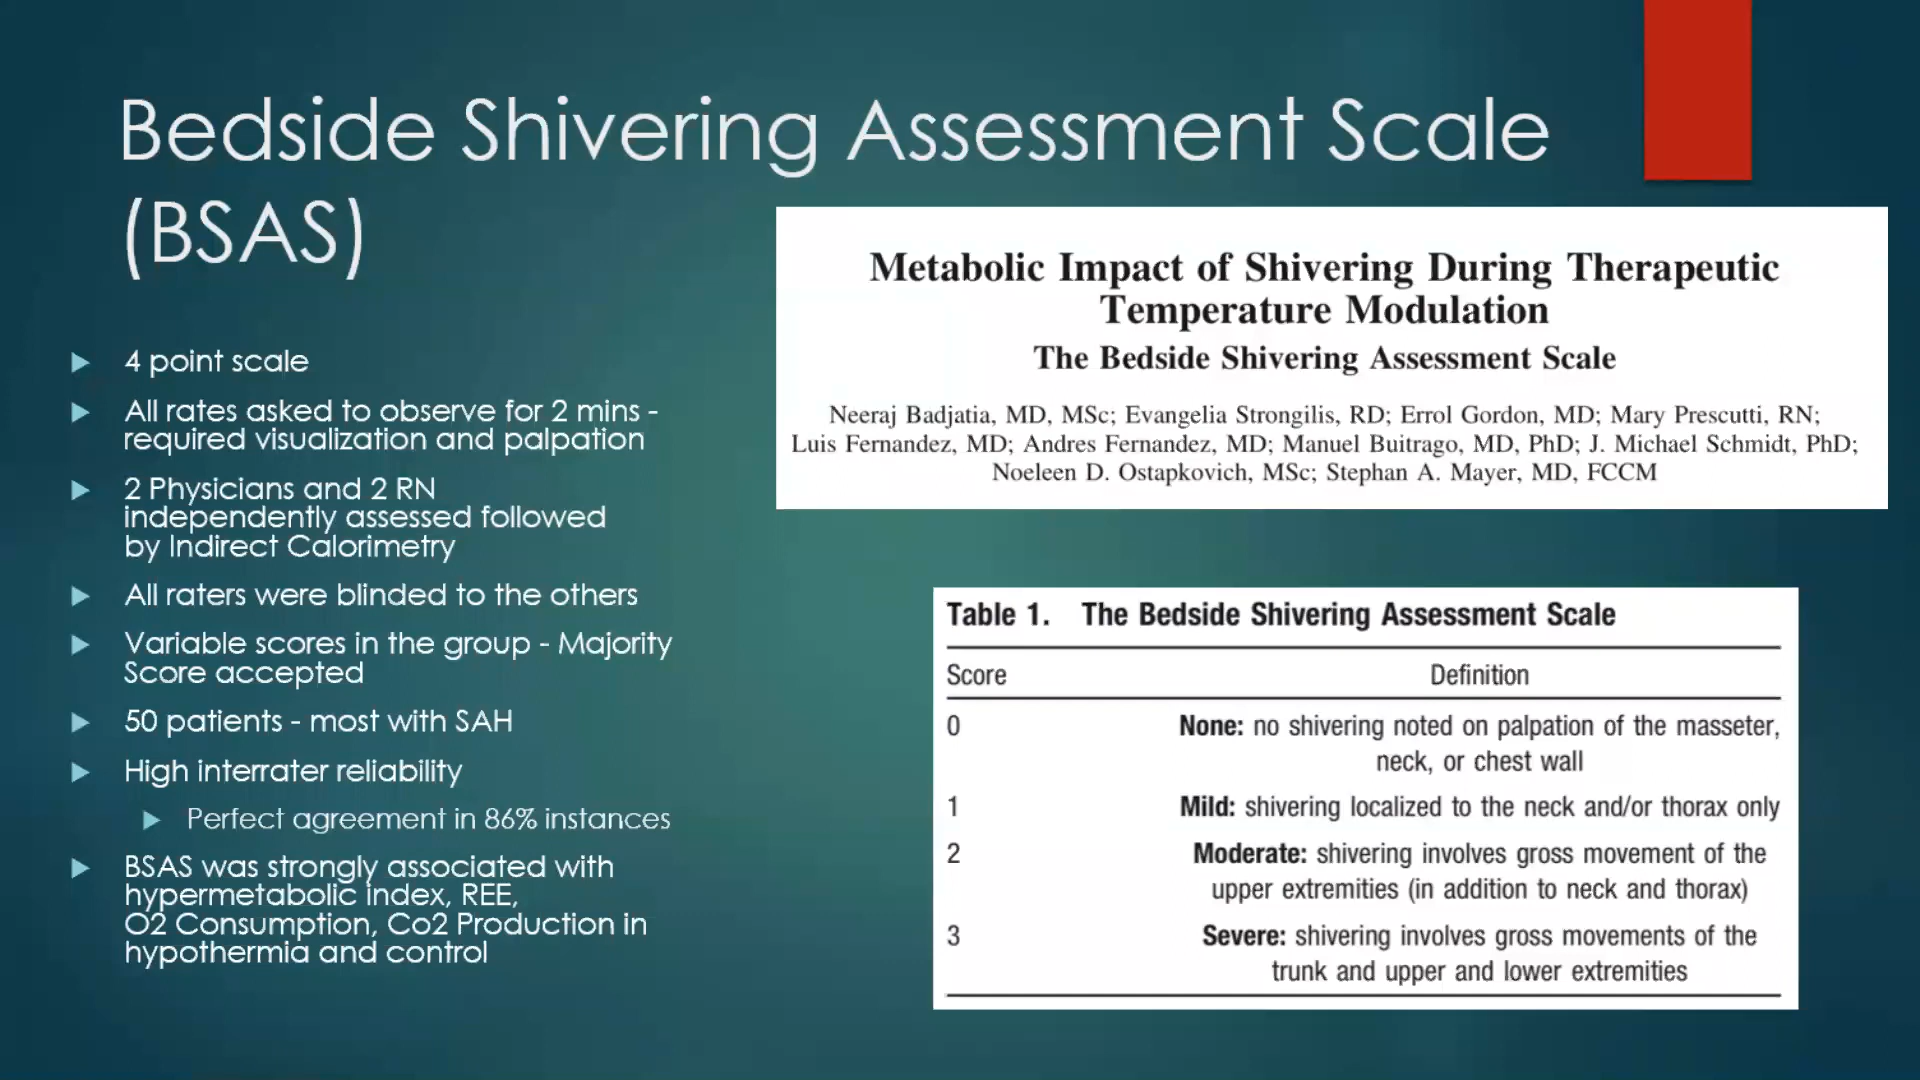 Bedside Shivering Assessment Scale
(BSAS)
4 point scale
All rates asked to observe for 2 mins -
required visualization and palpation
2 Physicians and 2 RN
independently assessed followed
by Indirect Calorimetry
All raters were blinded to the others
Variable scores in the group - Majority
Score accepted
50 patients - most with SAH
High interrater reliability
Perfect agreement in 86% instances
BSAS was strongly associated with
hypermetabolic index, REE,
O2 Consumption, Co2 Production in
hypothermia and control
Metabolic Impact of Shivering During Therapeutic
Temperature Modulation
The Bedside Shivering Assessment Scale
Neeraj Badjatia, MD, MSc; Evangelia Strongilis, RD; Errol Gordon, MD; Mary Prescutti, RN;
Luis Fernandez, MD; Andres Fernandez, MD; Manuel Buitrago, MD, PhD; J. Michael Schmidt, PhD;
Noeleen D. Ostapkovich, MSc; Stephan A. Mayer, MD, FCCM
Table 1. The Bedside Shivering Assessment Scale
Score Definition
0 None: no shivering noted on palpation of the masseter,
neck, or chest wall
1 Mild: shivering localized to the neck and/or thorax only
2 Moderate: shivering involves gross movement of the
upper extremities (in addition to neck and thorax)
3 Severe: shivering involves gross movements of the
trunk and upper and lower extremities